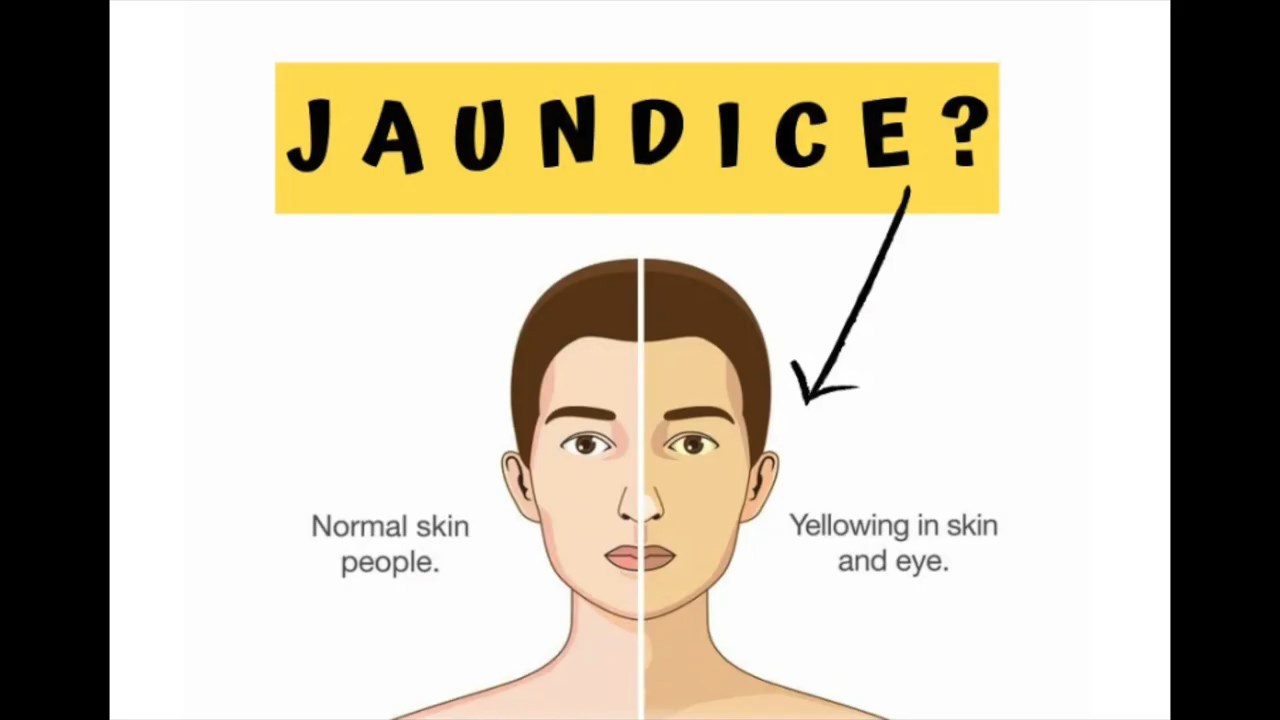 JAUNDICE?
Normal skin
people.
Yellowing in skin
and eye.